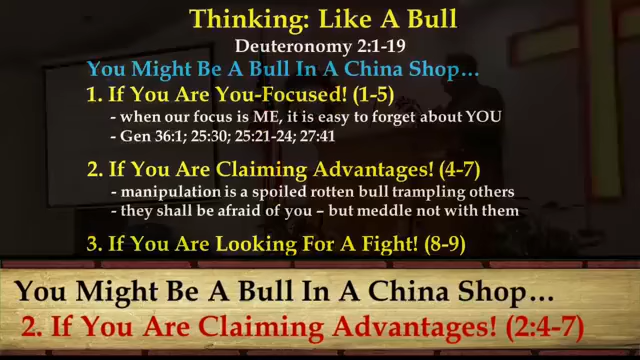 Thinking: Like A Bull
Deuteronomy 2:1-19
You Might Be A Bull In A China Shop…
1. If You Are You-Focused! (1-5)
- when our focus is ME, it is easy to forget about YOU
- Gen 36:1; 25:30; 25:21-24; 27:41
2. If You Are Claiming Advantages! (4-7)
- manipulation is a spoiled rotten bull trampling others
- they shall be afraid of you – but meddle not with them
3. If You Are Looking For A Fight! (8-9)
You Might Be A Bull In A China Shop…
2. If You Are Claiming Advantages! (2:4-7)